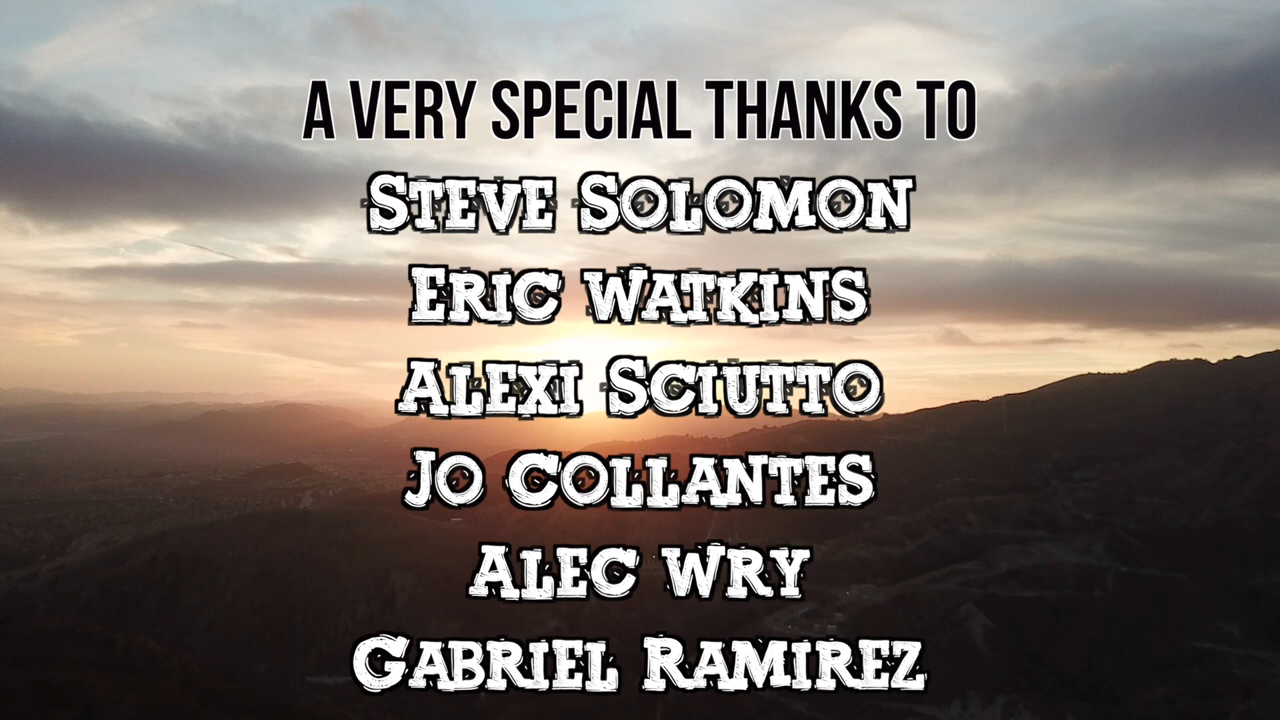 A VERY SPECIAL THANKS TO
STEVE SOLOMON
ERIC WATKINS
ALEXI SCIUTTO
JO COLLANTES
ALEC WRY
GABRIEL RAMIREZ